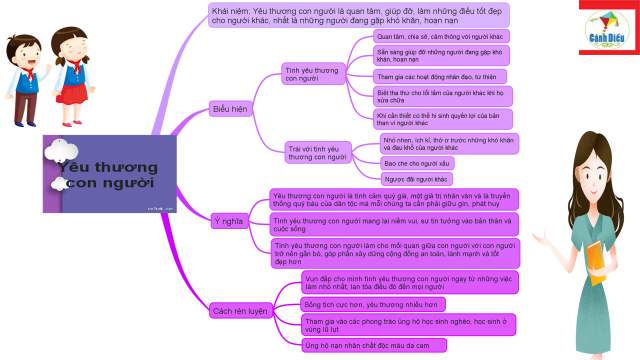 Khái niệm: Yêu thương con người là quan tâm, giúp đỡ, làm những điều tốt đẹp
cho người khác, nhất là những người đang gặp khó khăn, hoạn nạn
Cánh Diều
Yêu thương
con người
Biểu hiện
Tình yêu thương
con người
Quan tâm, chia sẻ, cảm thông với người khác
Sẵn sàng giúp đỡ những người đang gặp khó
khăn, hoạn nạn
Tham gia các hoạt động nhân đạo, từ thiện
Biết tha thứ cho lỗi lầm của người khác khi họ
sửa chữa
Khi cần thiết có thể hi sinh quyền lợi của bản
thân vì người khác
Trái với tình yêu
thương con người
Nhỏ nhen, ích kỉ, thờ ơ trước những khó khăn
và đau khổ của người khác
Bao che cho người xấu
Ngược đãi người khác
Ý nghĩa
Yêu thương con người là tình cảm quý giá, một giá trị nhân văn và là truyền
thống quý báu của dân tộc mà mỗi chúng ta cần phải giữ gìn, phát huy
Tình yêu thương con người mang lại niềm vui, sự tin tưởng vào bản thân và
cuộc sống
Tình yêu thương con người làm cho mối quan giữa con người với con người
trở nên gắn bó, góp phần xây dựng cộng đồng an toàn, lành mạnh và tốt
đẹp hơn
Cách rèn luyện
Vun đắp cho mình tình yêu thương con người ngay từ những việc
làm nhỏ nhất, lan tỏa điều đó đến mọi người
Sống tích cực hơn, yêu thương nhiều hơn
Tham gia vào các phong trào ủng hộ học sinh nghèo, học sinh ở
vùng lũ lụt
Ủng hộ nạn nhân chất độc màu da cam